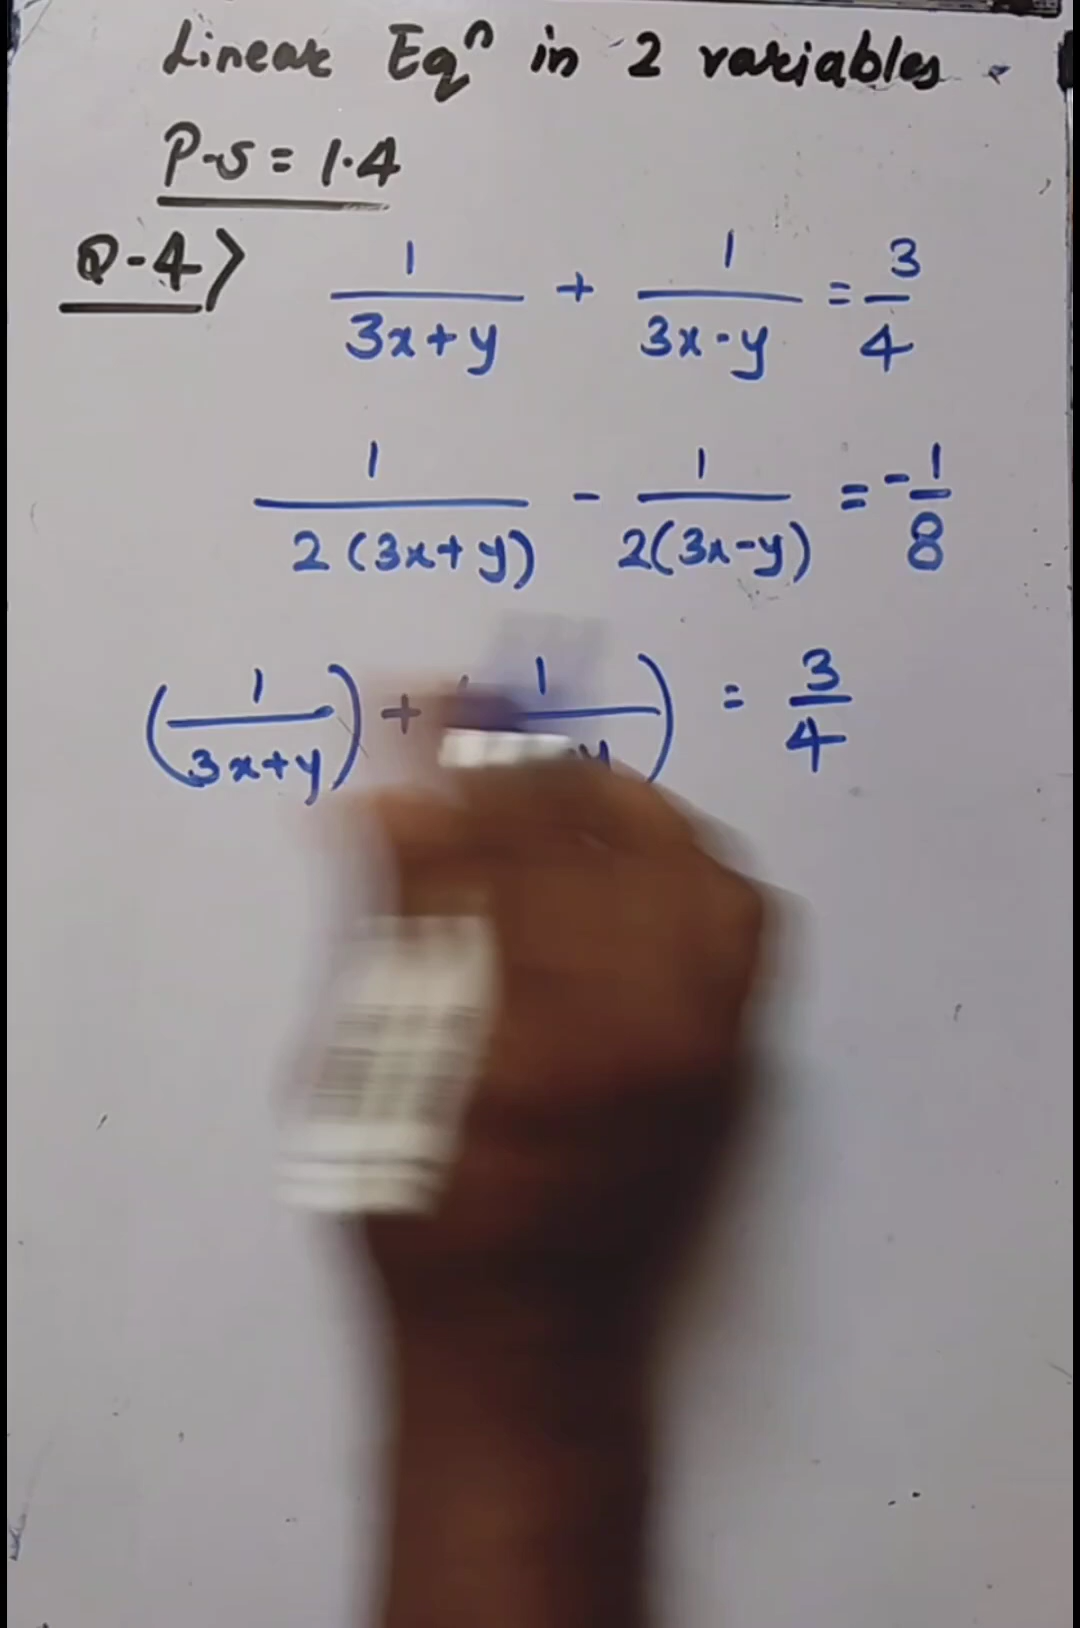 Linear Eqⁿ in 2 variables.
P-S = 1.4
Q-4> 1/(3x+y) + 1/(3x-y) = 3/4
1/(2(3x+y)) - 1/(2(3x-y)) = -1/8
(1/(3x+y)) + (1/ y) = 3/4